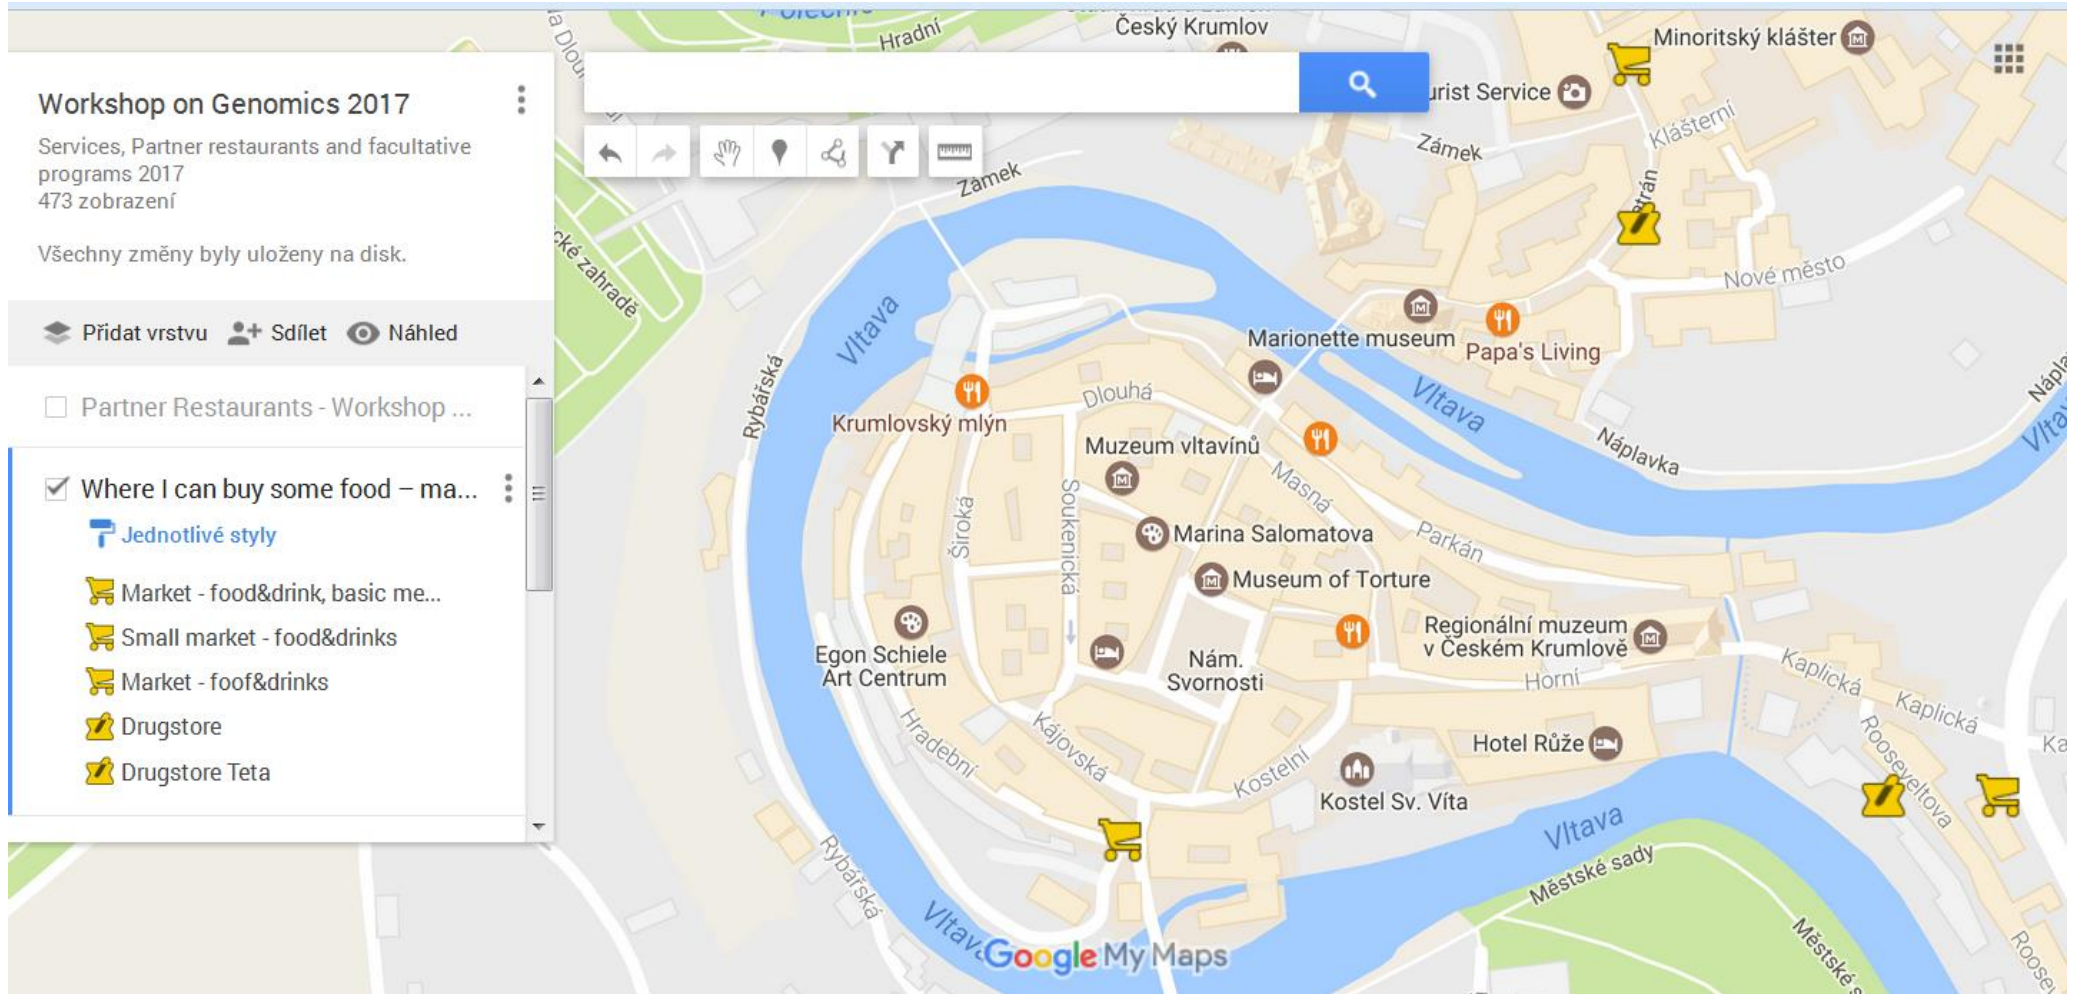 Workshop on Genomics 2017
Services, Partner restaurants and facultative
programs 2017
473 zobrazení
Všechny změny byly uloženy na disk.
Přidat vrstvu
Sdílet
Náhled
Partner Restaurants - Workshop ...
Where I can buy some food – ma...
Jednotlivé styly
Market - food&drink, basic me...
Small market - food&drinks
Market - foof&drinks
Drugstore
Drugstore Teta
Hradní
Český Krumlov
Minoritský klášter
urist Service
Klášterní
Zámek
Zámek
Nové město
Vltava
Rybářská
Marionette museum
Papa's Living
Vltava
Náplavka
Krumlovský mlýn
Dlouhá
Muzeum vltavínů
Masná
Široká
Soukenická
Marina Salomatova
Parkán
Museum of Torture
Regionální muzeum
v Českém Krumlově
Egon Schiele
Art Centrum
Nám.
Svornosti
Horní
Kaplická
Kaplická
Hradební
Kájovská
Kostelní
Hotel Růže
Kostel Sv. Víta
Rooseveltova
Vltava
Městské sady
Rybářská
Google My Maps